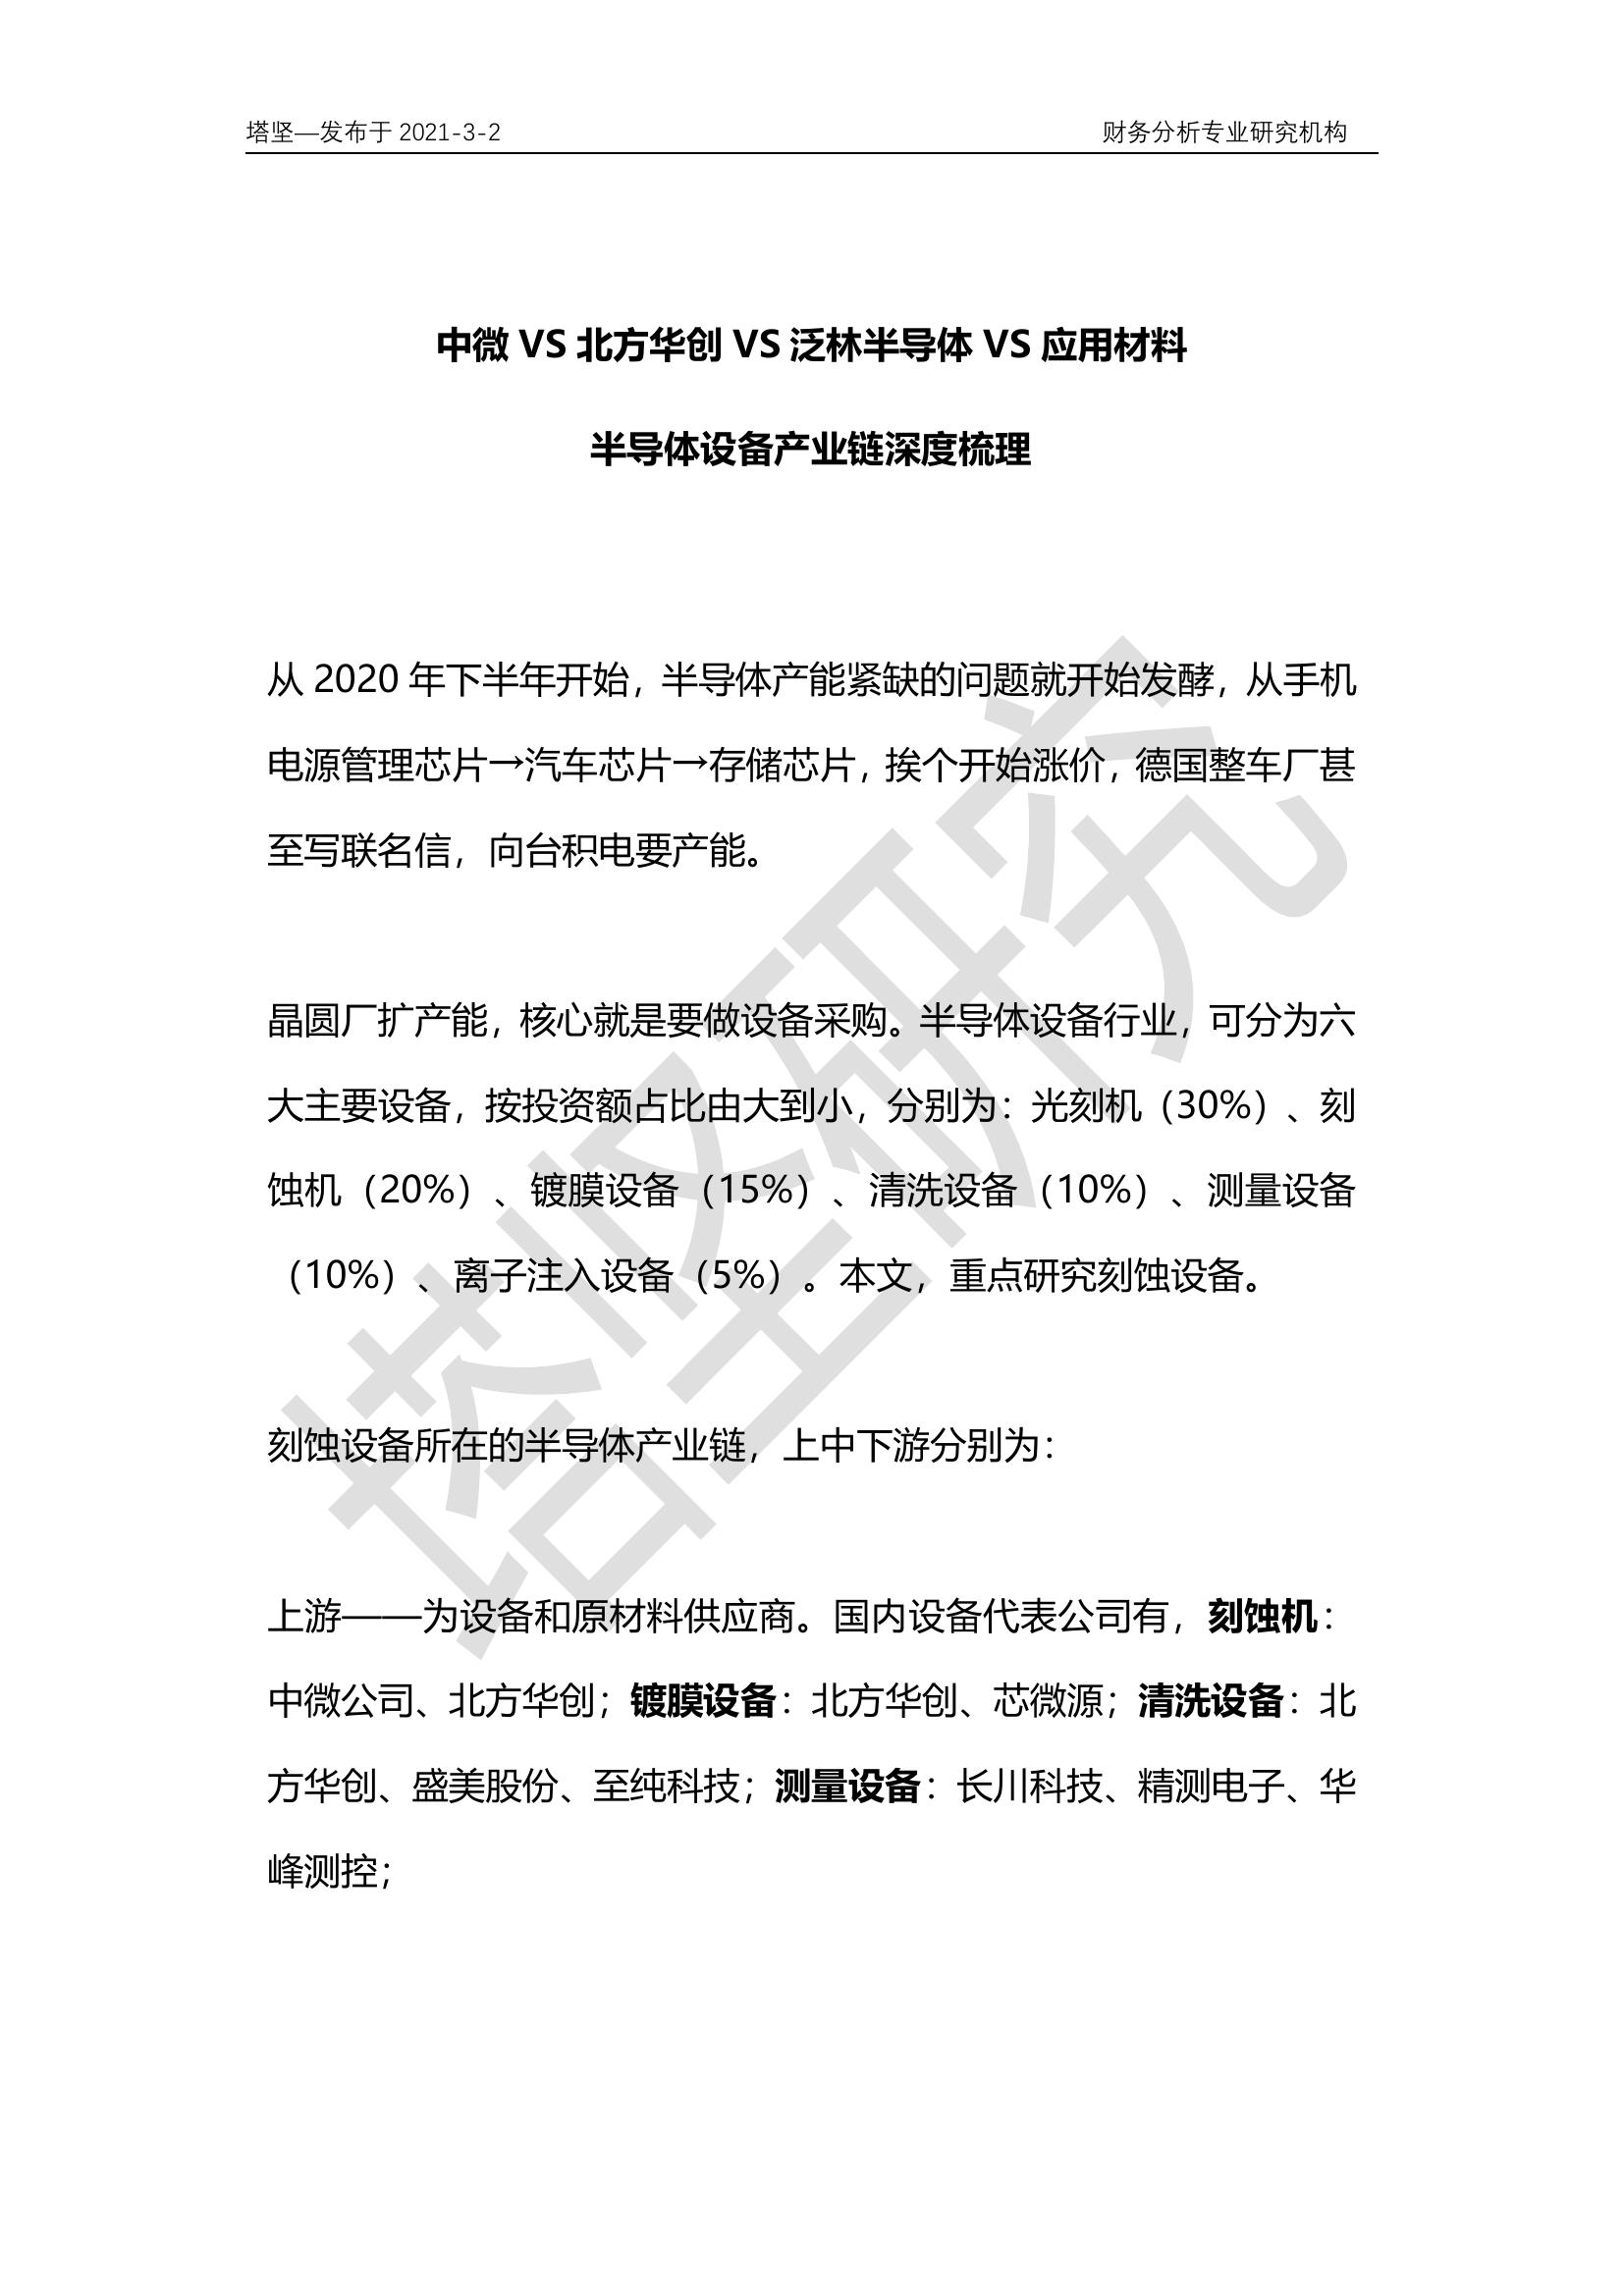 塔坚—发布于 2021-3-2 财务分析专业研究机构
中微 VS 北方华创 VS 泛林半导体 VS 应用材料
半导体设备产业链深度梳理
从 2020 年下半年开始，半导体产能紧缺的问题就开始发酵，从手机
电源管理芯片→汽车芯片→存储芯片，挨个开始涨价，德国整车厂甚
至写联名信，向台积电要产能。
晶圆厂扩产能，核心就是要做设备采购。半导体设备行业，可分为六
大主要设备，按投资额占比由大到小，分别为：光刻机（30%）、刻
蚀机（20%）、镀膜设备（15%）、清洗设备（10%）、测量设备
（10%）、离子注入设备（5%）。本文，重点研究刻蚀设备。
刻蚀设备所在的半导体产业链，上中下游分别为：
上游——为设备和原材料供应商。国内设备代表公司有，刻蚀机：
中微公司、北方华创；镀膜设备：北方华创、芯微源；清洗设备：北
方华创、盛美股份、至纯科技；测量设备：长川科技、精测电子、华
峰测控；
塔坚研究